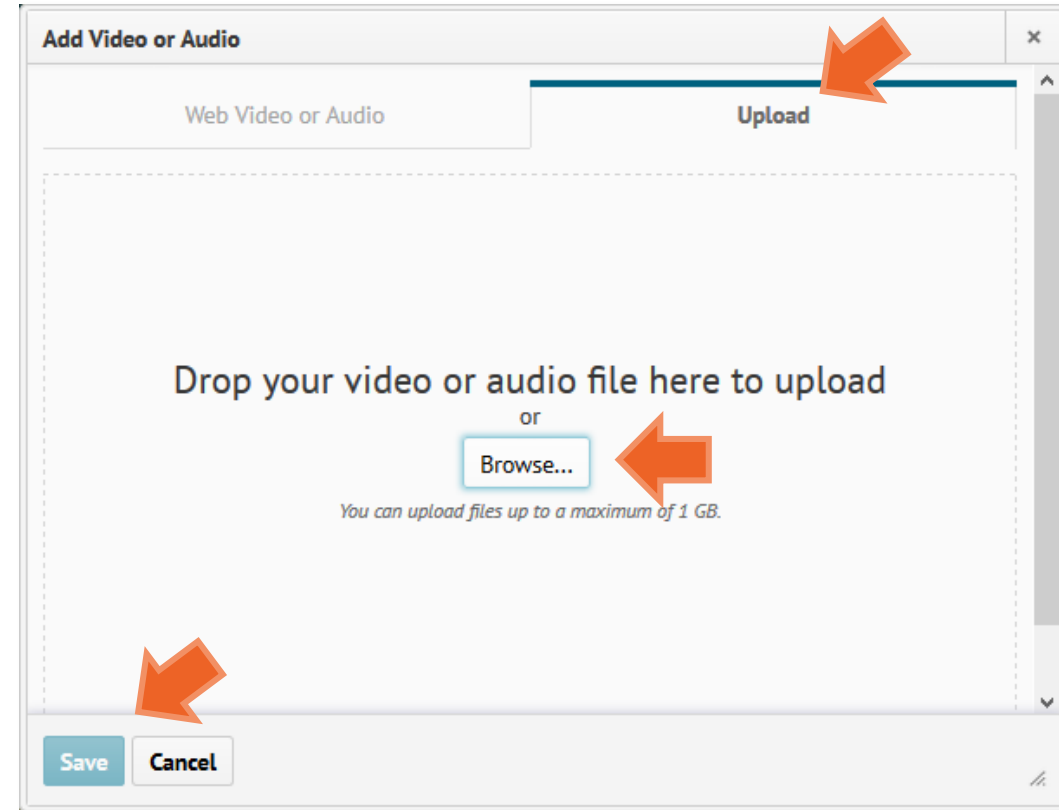 Add Video or Audio ×
Web Video or Audio Upload
Drop your video or audio file here to upload
or
Browse...
You can upload files up to a maximum of 1 GB.
Save Cancel